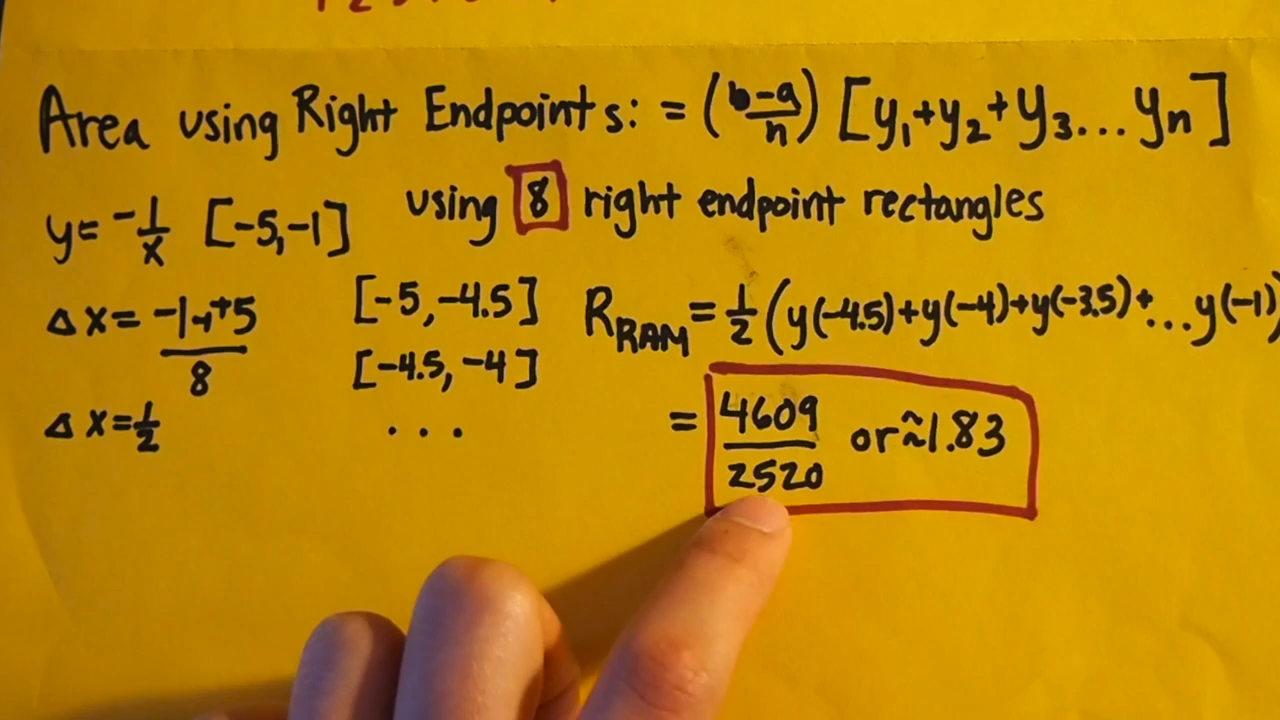 Area using Right Endpoints: = (b-a/n) [y₁+y₂+y₃... yₙ]
y= -1/x [-5,-1] using 8 right endpoint rectangles
Δx= -1-+5/8 [-5,-4.5] R_RAM = 1/2 (y(-4.5)+y(-4)+y(-3.5)+...y(-1)
[-4.5,-4]
Δx=1/2 ... = 4609/2520 or ≈1.83